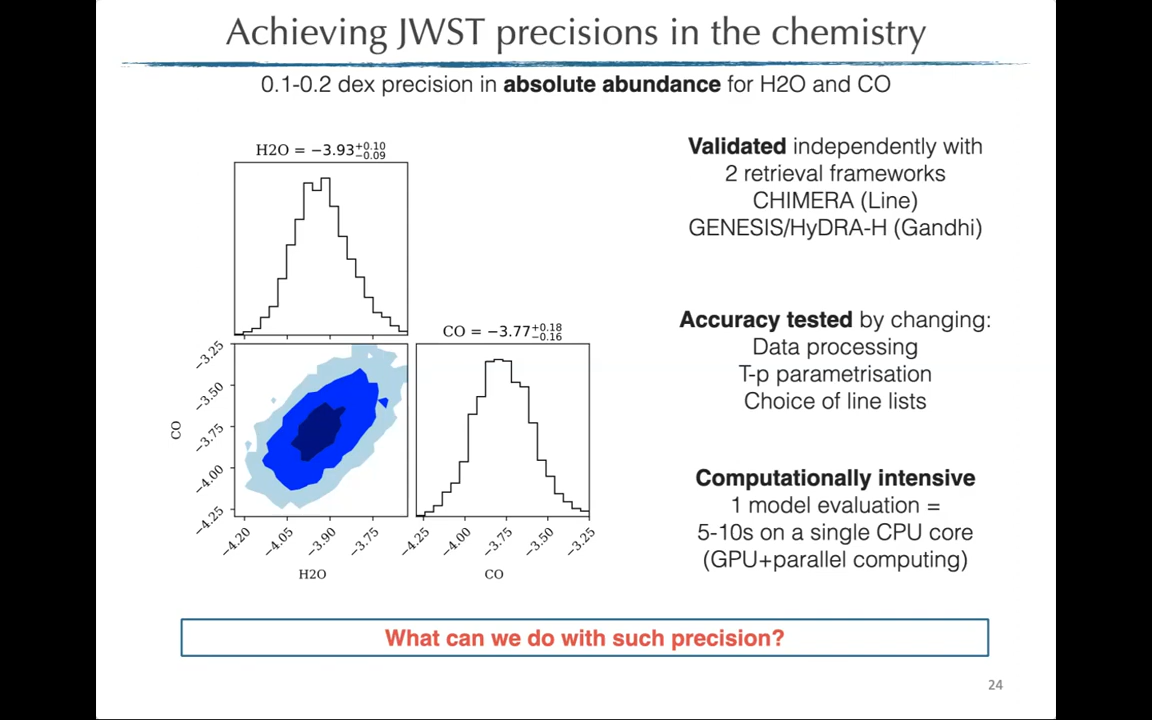 Achieving JWST precisions in the chemistry
0.1-0.2 dex precision in absolute abundance for H2O and CO
H2O = −3.93+0.10−0.09
CO = −3.77+0.18−0.16
−3.25
−3.50
−3.75
−4.00
−4.25
CO
−4.20
−4.05
−3.90
−3.75
H2O
−4.25
−4.00
−3.75
−3.50
−3.25
CO
Validated independently with
2 retrieval frameworks
CHIMERA (Line)
GENESIS/HyDRA-H (Gandhi)
Accuracy tested by changing:
Data processing
T-p parametrisation
Choice of line lists
Computationally intensive
1 model evaluation =
5-10s on a single CPU core
(GPU+parallel computing)
What can we do with such precision?
24